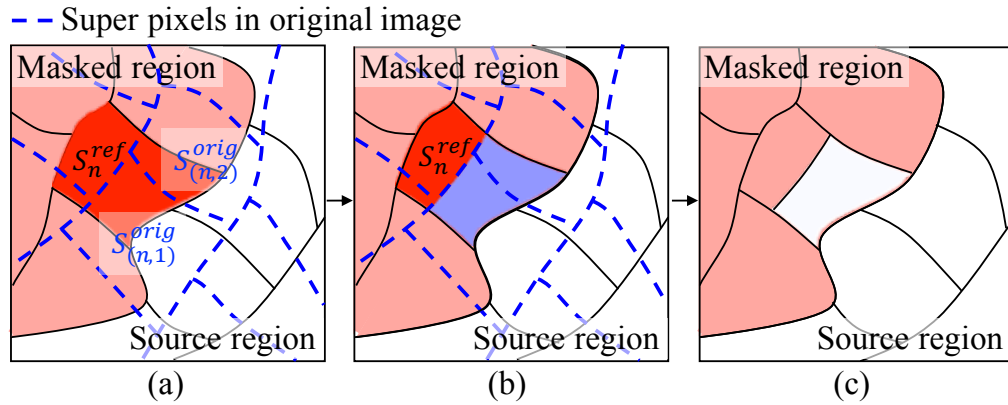 Super pixels in original image
Masked region
S_n^{ref}
S_{(n,2)}^{orig}
S_{(n,1)}^{orig}
Source region
(a)
Masked region
S_n^{ref}
Source region
(b)
Masked region
Source region
(c)